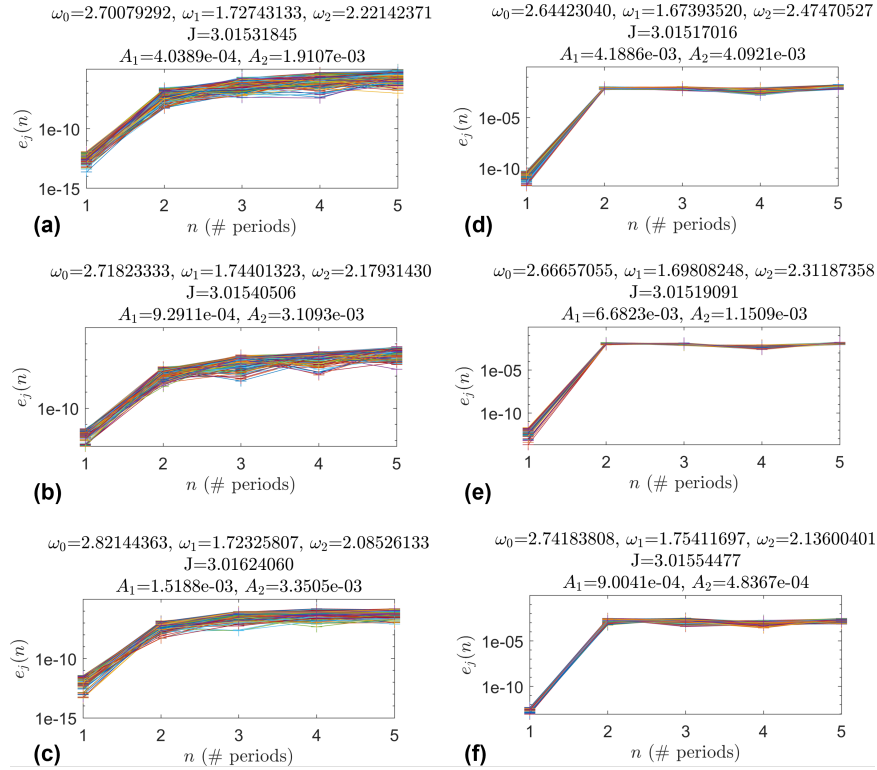 ω0=2.70079292, ω1=1.72743133, ω2=2.22142371
J=3.01531845
A1=4.0389e-04, A2=1.9107e-03
ej(n)
1e-10
1e-15
1 2 3 4 5
n (# periods)
(a)
ω0=2.71823333, ω1=1.74401323, ω2=2.17931430
J=3.01540506
A1=9.2911e-04, A2=3.1093e-03
ej(n)
1e-10
1 2 3 4 5
n (# periods)
(b)
ω0=2.82144363, ω1=1.72325807, ω2=2.08526133
J=3.01624060
A1=1.5188e-03, A2=3.3505e-03
ej(n)
1e-10
1e-15
1 2 3 4 5
n (# periods)
(c)
ω0=2.64423040, ω1=1.67393520, ω2=2.47470527
J=3.01517016
A1=4.1886e-03, A2=4.0921e-03
ej(n)
1e-05
1e-10
1 2 3 4 5
n (# periods)
(d)
ω0=2.66657055, ω1=1.69808248, ω2=2.31187358
J=3.01519091
A1=6.6823e-03, A2=1.1509e-03
ej(n)
1e-05
1e-10
1 2 3 4 5
n (# periods)
(e)
ω0=2.74183808, ω1=1.75411697, ω2=2.13600401
J=3.01554477
A1=9.0041e-04, A2=4.8367e-04
ej(n)
1e-05
1e-10
1 2 3 4 5
n (# periods)
(f)